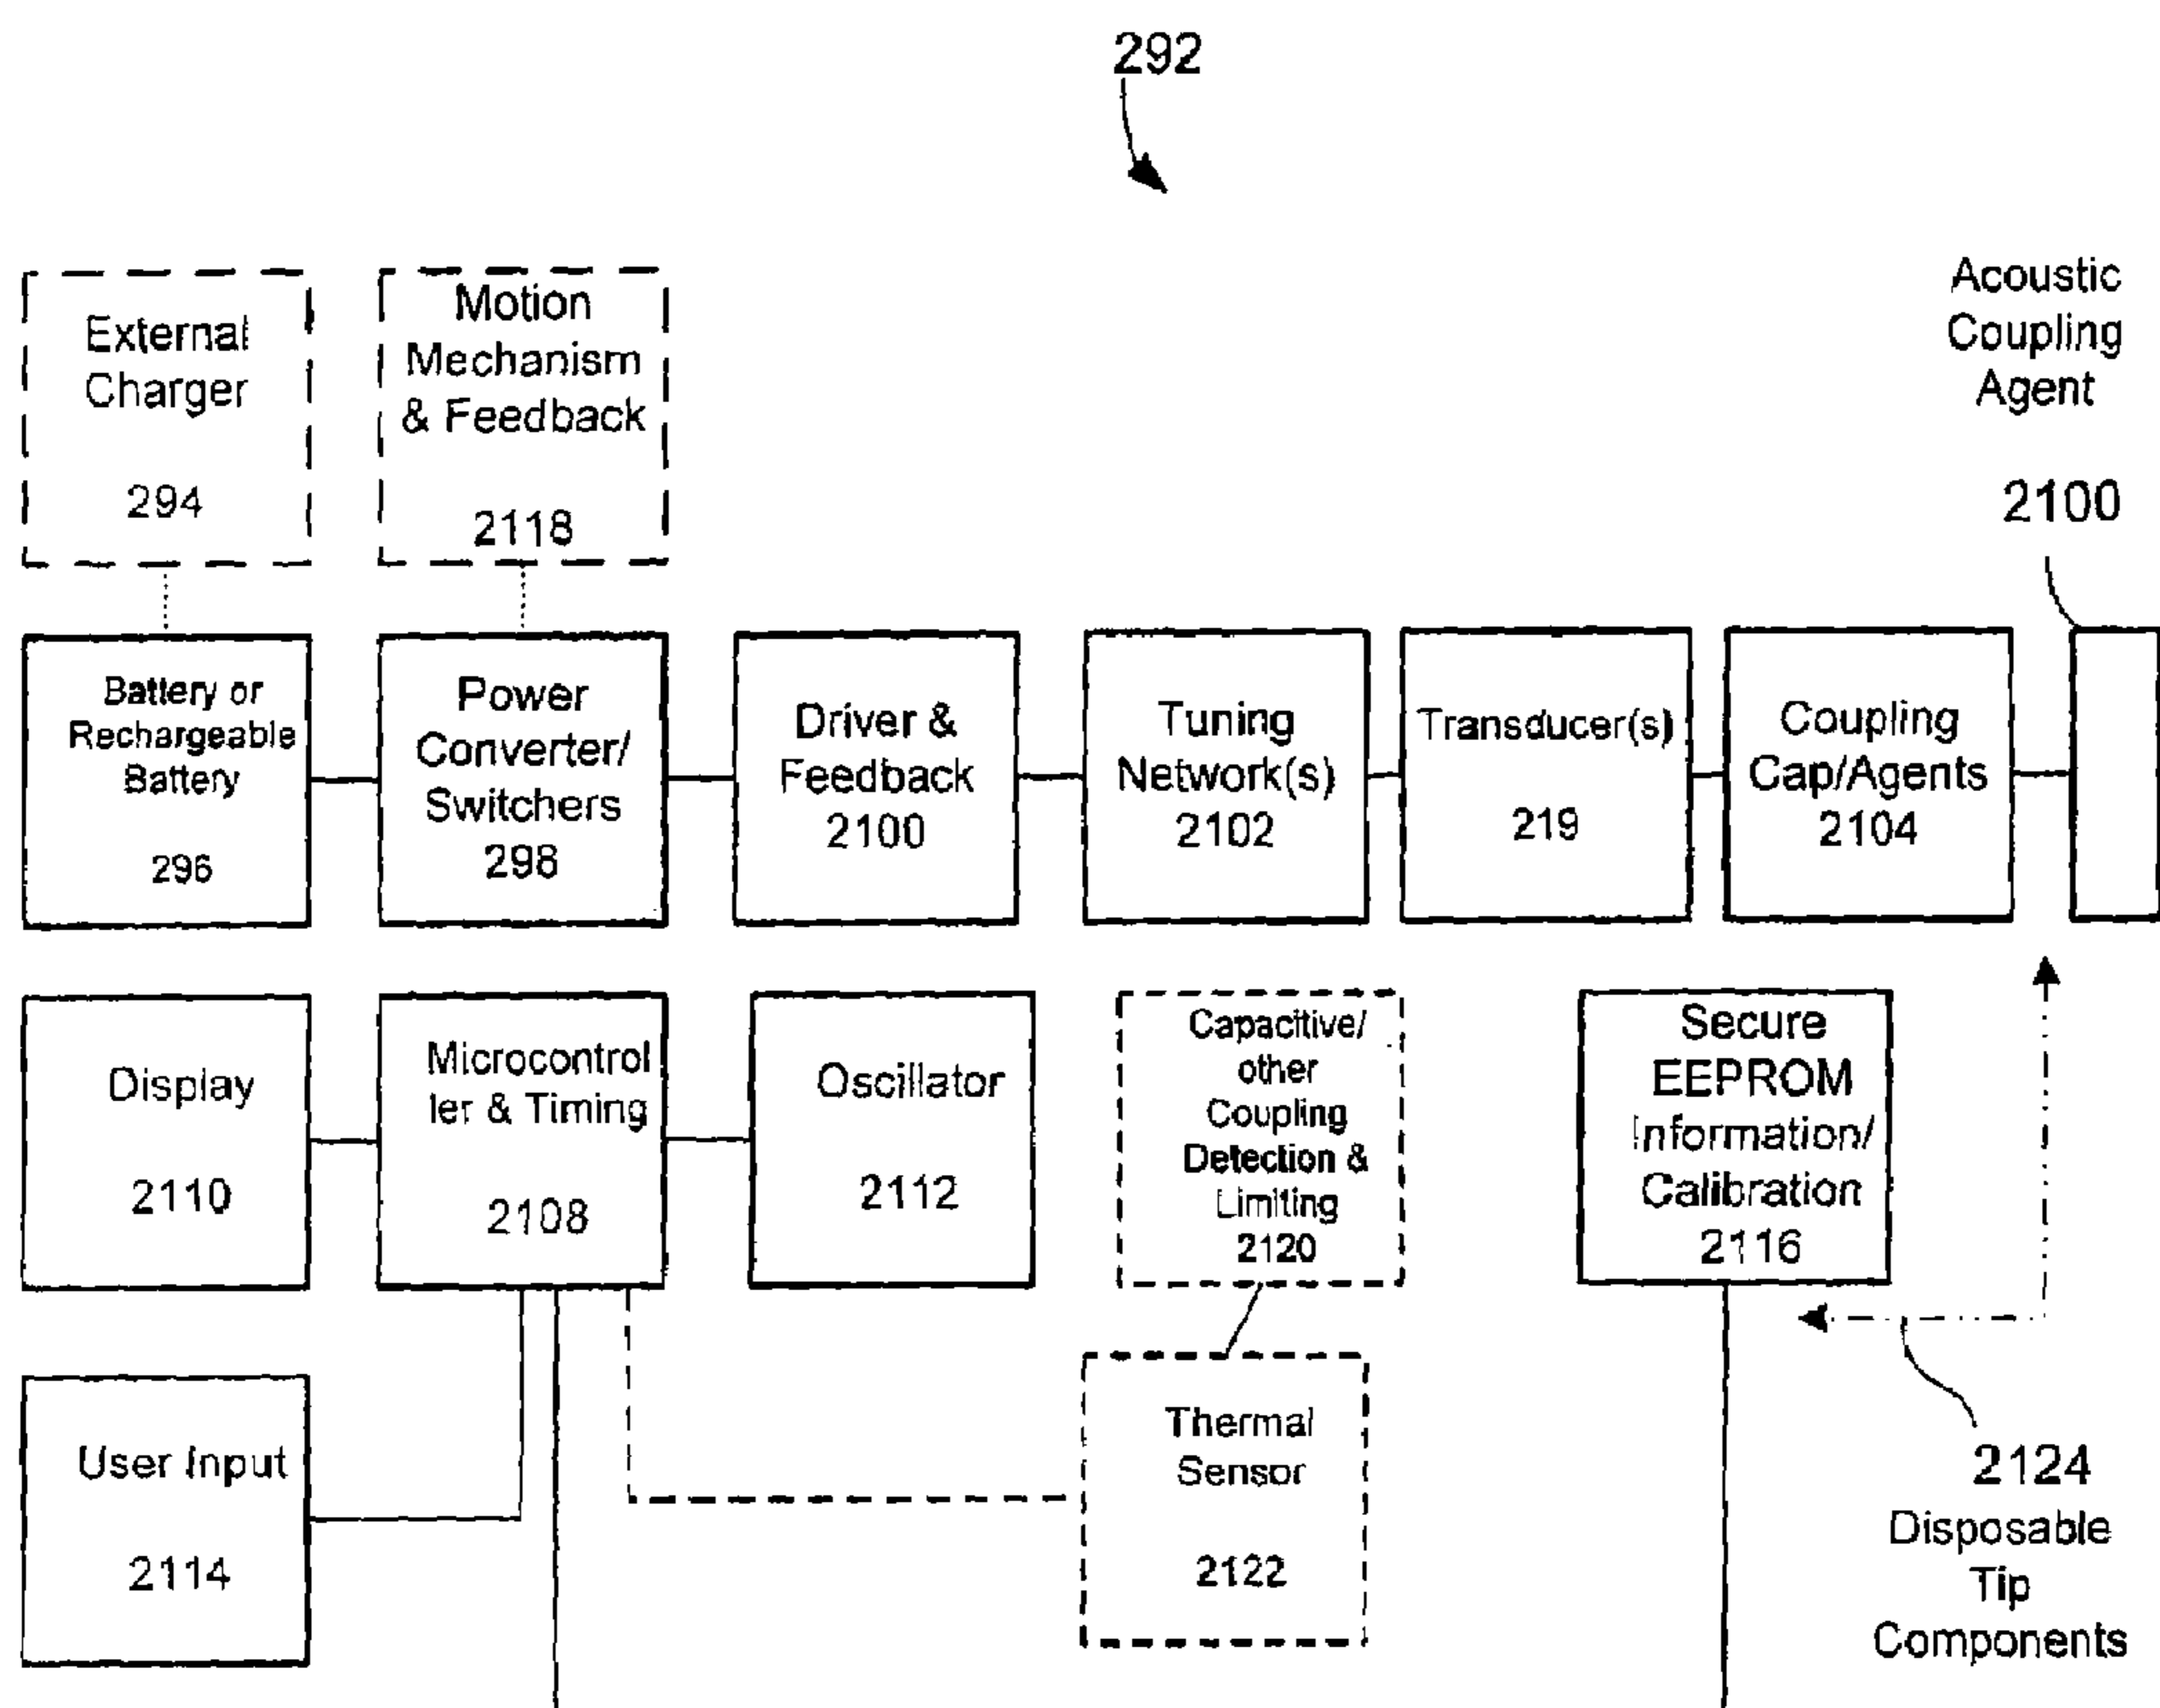 292
External
Charger
294
Motion
Mechanism
& Feedback
2118
Acoustic
Coupling
Agent
2100
Battery or
Rechargeable
Battery
296
Power
Converter/
Switchers
298
Driver &
Feedback
2100
Tuning
Network(s)
2102
Transducer(s)
219
Coupling
Cap/Agents
2104
Display
2110
Microcontrol
ler & Timing
2108
Oscillator
2112
Capacitive/
other
Coupling
Detection &
Limiting
2120
Secure
EEPROM
Information/
Calibration
2116
User Input
2114
Thermal
Sensor
2122
2124
Disposable
Tip
Components